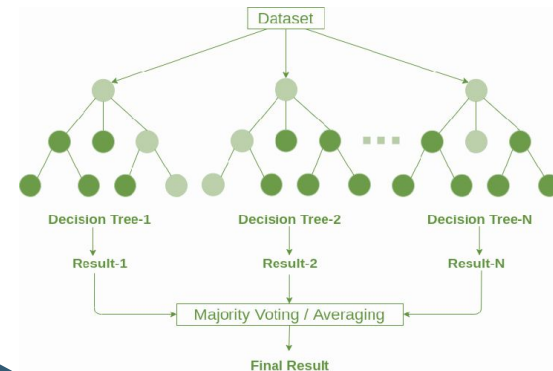 Dataset
Decision Tree-1 Decision Tree-2 Decision Tree-N
Result-1 Result-2 Result-N
Majority Voting / Averaging
Final Result